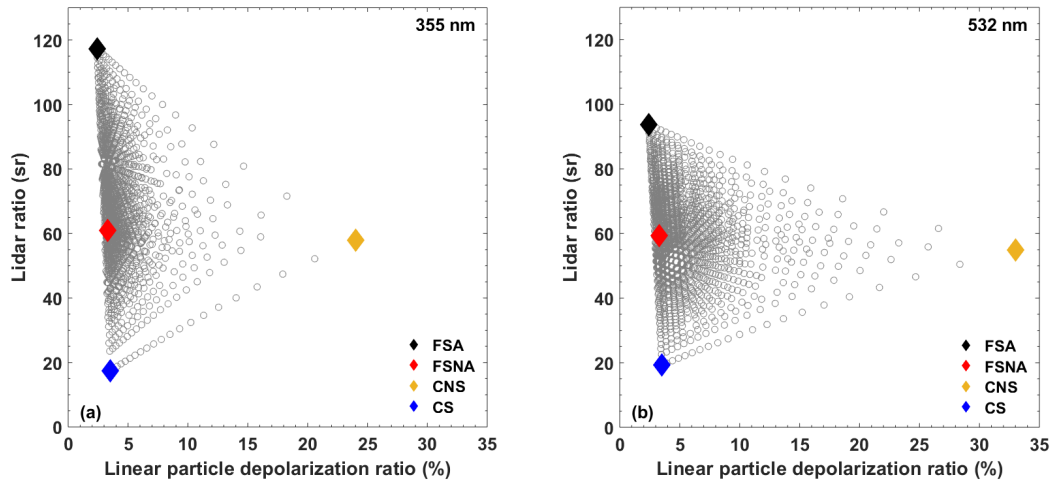 355 nm
120
100
80
60
40
20
0
Lidar ratio (sr)
FSA
FSNA
CNS
CS
(a)
0 5 10 15 20 25 30 35
Linear particle depolarization ratio (%)
532 nm
120
100
80
60
40
20
0
Lidar ratio (sr)
FSA
FSNA
CNS
CS
(b)
0 5 10 15 20 25 30 35
Linear particle depolarization ratio (%)